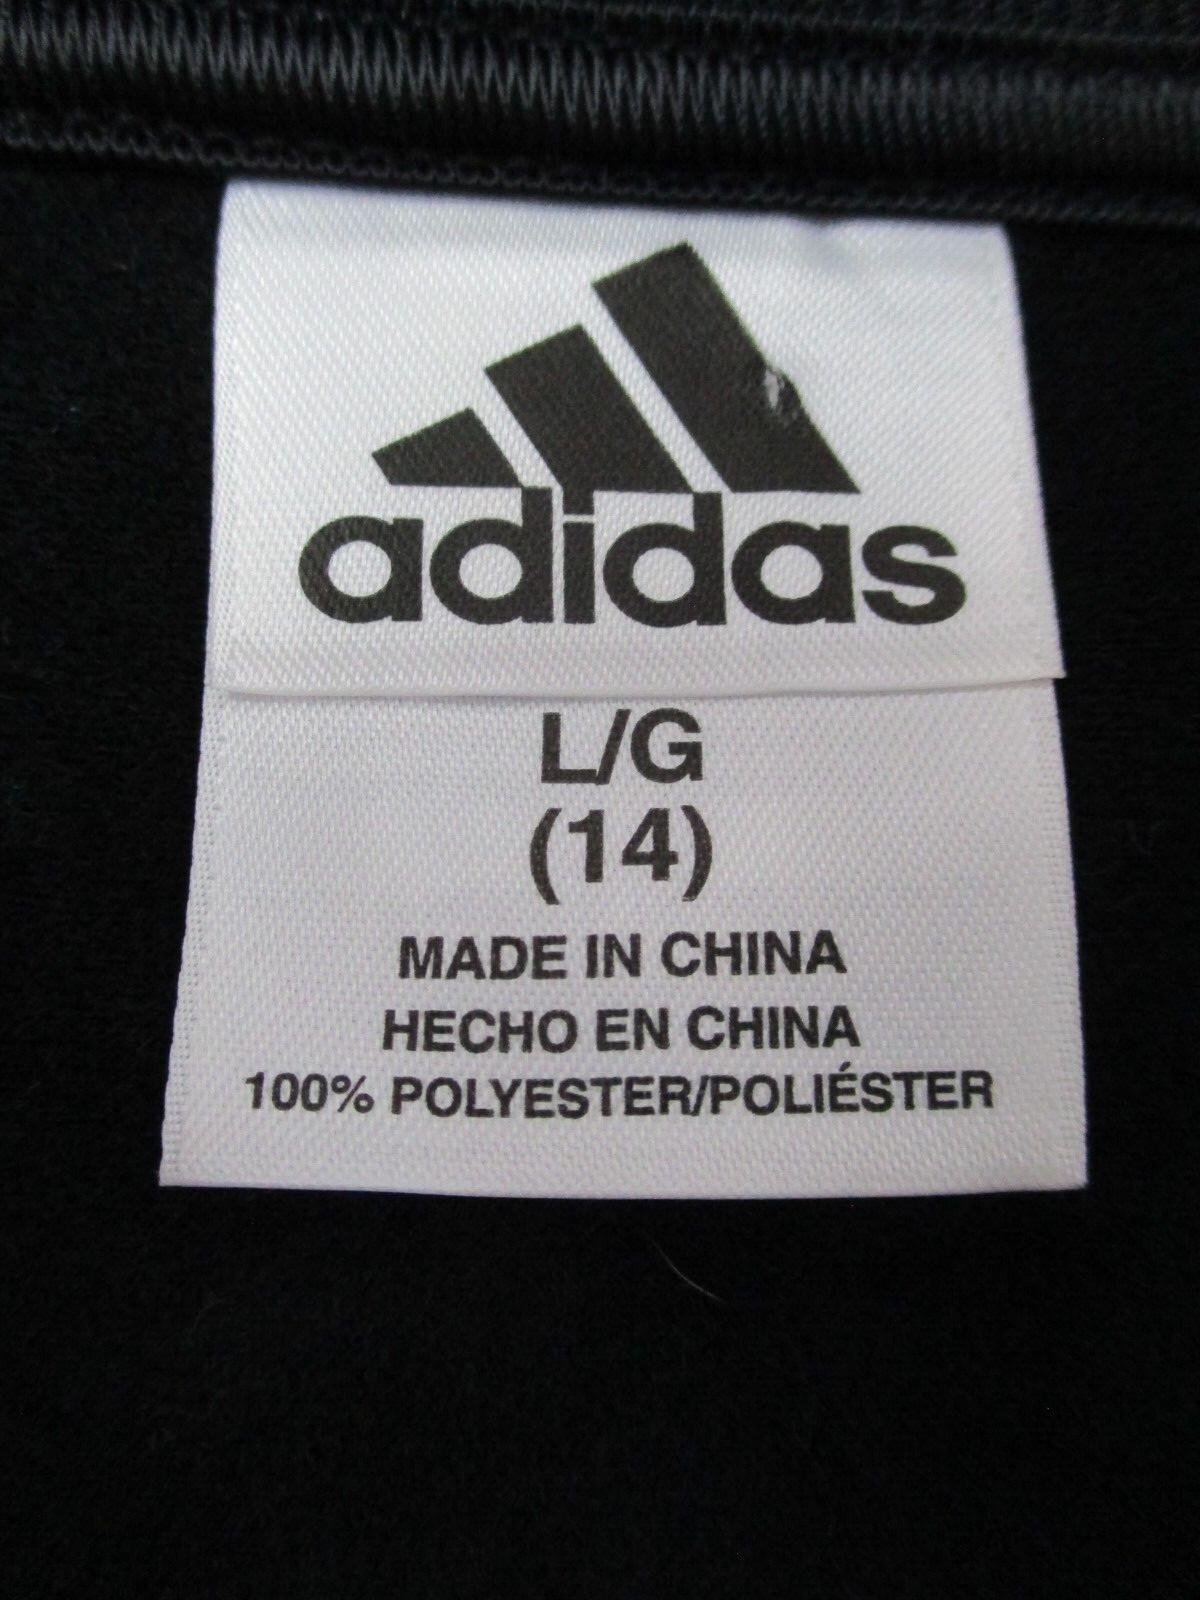 adidas
L/G
(14)
MADE IN CHINA
HECHO EN CHINA
100% POLYESTER/POLIÉSTER